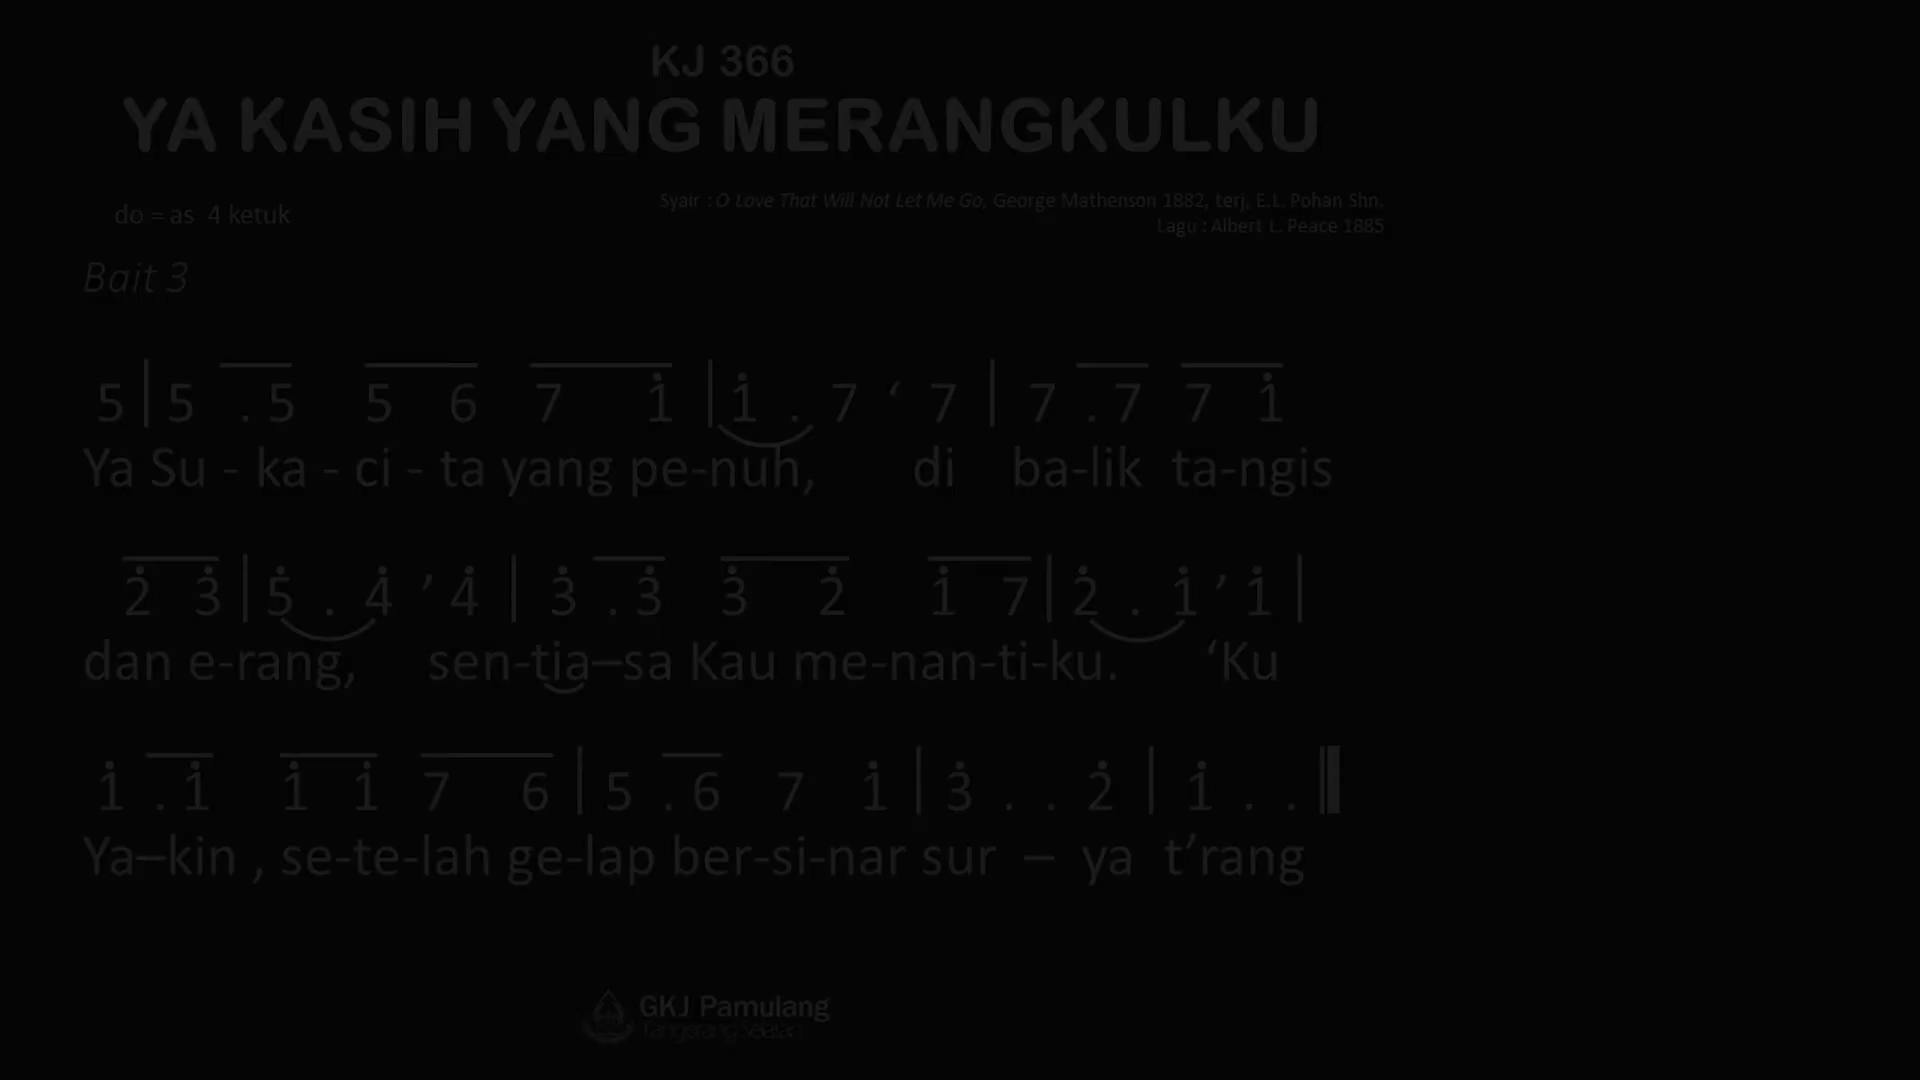 KJ 366
YA KASIH YANG MERANGKULKU
Syair : O Love That Will Not Let Me Go, George Mathenson 1882, terj, E.L. Pohan Shn.
do = as 4 ketuk
Lagu : Albert L. Peace 1885
Bait 3
5 | 5 . 5 5 6 7 1̇ | 1̇ . 7 ‘ 7 | 7 . 7 7 1̇
Ya Su - ka - ci - ta yang pe-nuh, di ba-lik ta-ngis
2̇ 3̇ | 5̇ . 4̇ ’ 4̇ | 3̇ . 3̇ 3̇ 2̇ 1̇ 7 | 2̇ . 1̇ ’ 1̇ |
dan e-rang, sen-tia–sa Kau me-nan-ti-ku. ‘Ku
1̇ . 1̇ 1̇ 1̇ 7 6 | 5 . 6 7 1̇ | 3̇ . . 2̇ | 1̇ . . ||
Ya–kin , se-te-lah ge-lap ber-si-nar sur – ya t’rang
GKJ Pamulang
Tangerang Selatan